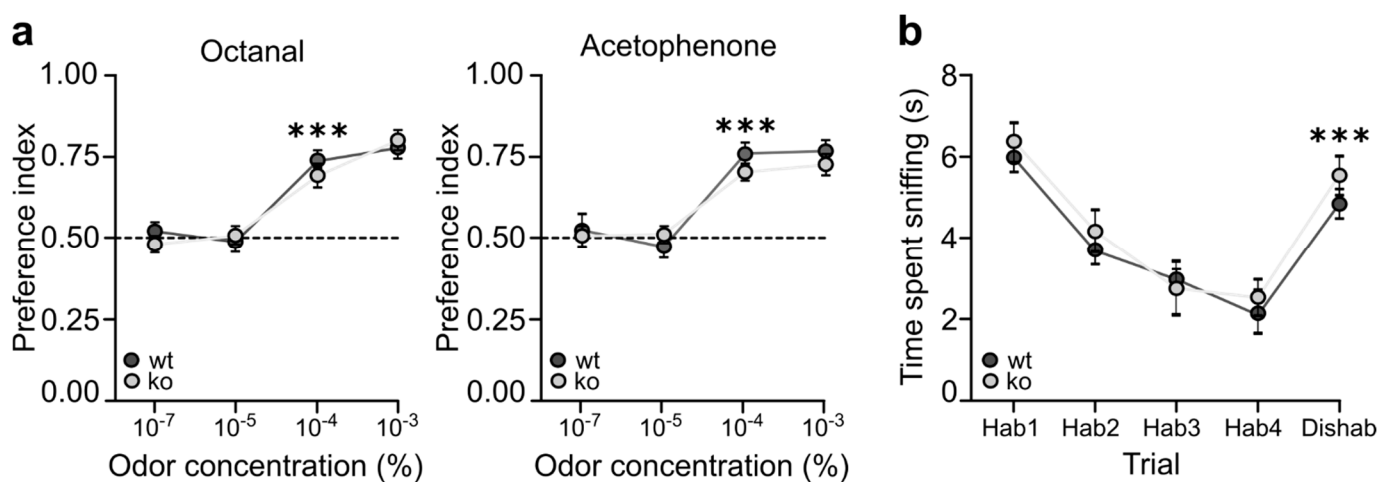 a
Octanal
Preference index
1.00
0.75
0.50
0.25
0.00
***
wt
ko
10-7
10-5
10-4
10-3
Odor concentration (%)
Acetophenone
Preference index
1.00
0.75
0.50
0.25
0.00
***
wt
ko
10-7
10-5
10-4
10-3
Odor concentration (%)
b
Time spent sniffing (s)
8
6
4
2
0
***
wt
ko
Hab1 Hab2 Hab3 Hab4 Dishab
Trial